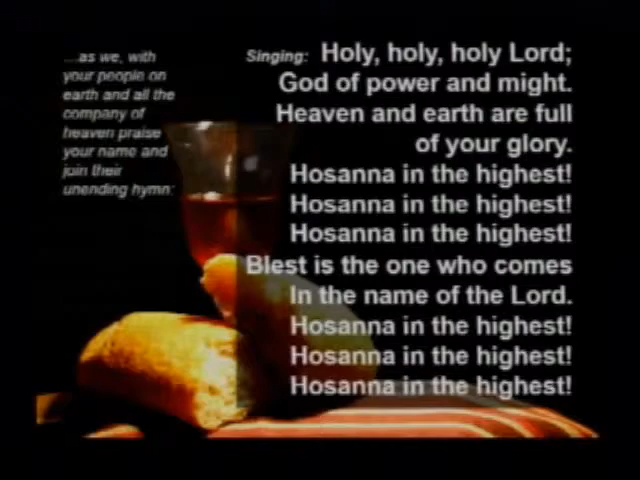 ...as we, with
your people on
earth and all the
company of
heaven praise
your name and
join their
unending hymn:
Singing: Holy, holy, holy Lord;
God of power and might.
Heaven and earth are full
of your glory.
Hosanna in the highest!
Hosanna in the highest!
Hosanna in the highest!
Blest is the one who comes
In the name of the Lord.
Hosanna in the highest!
Hosanna in the highest!
Hosanna in the highest!